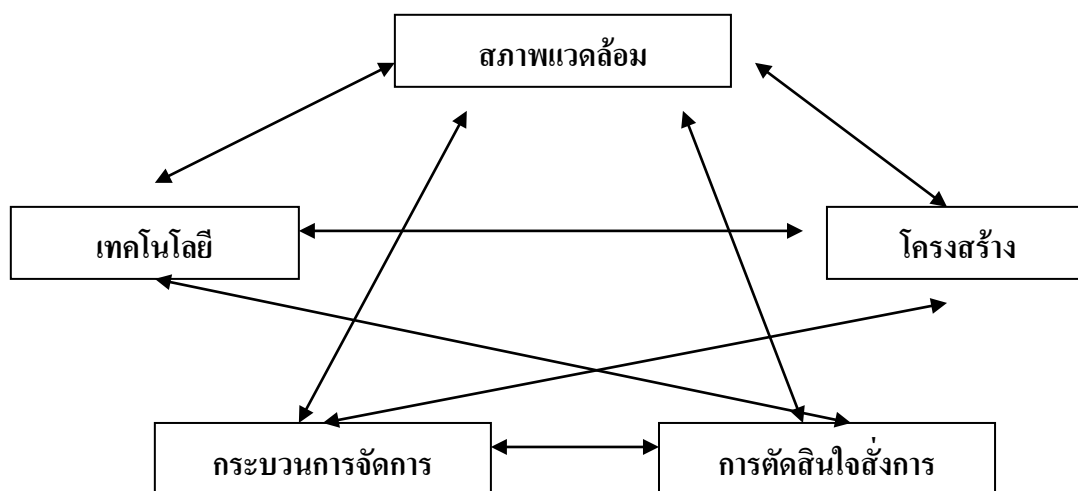 สภาพแวดล้อม
เทคโนโลยี
โครงสร้าง
กระบวนการจัดการ
การตัดสินใจสั่งการ